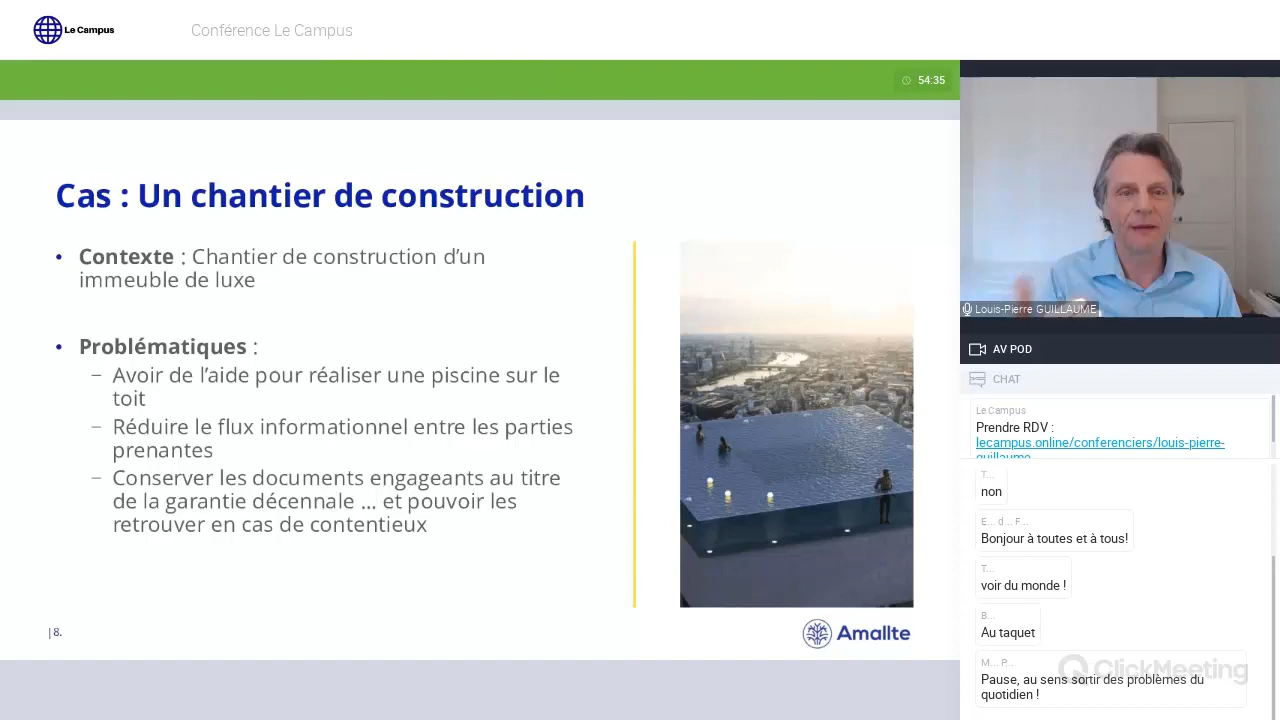 Le Campus
Conférence Le Campus
54:35
Cas : Un chantier de construction
• Contexte : Chantier de construction d’un
immeuble de luxe
• Problématiques :
– Avoir de l’aide pour réaliser une piscine sur le
toit
– Réduire le flux informationnel entre les parties
prenantes
– Conserver les documents engageants au titre
de la garantie décennale ... et pouvoir les
retrouver en cas de contentieux
|8.
Amallte
Louis-Pierre GUILLAUME
AV POD
CHAT
Le Campus
Prendre RDV :
lecampus.online/conferenciers/louis-pierre-
guillaume
T...
non
E... d... F...
Bonjour à toutes et à tous!
T...
voir du monde !
B...
Au taquet
M... P...
Pause, au sens sortir des problèmes du
quotidien !
ClickMeeting